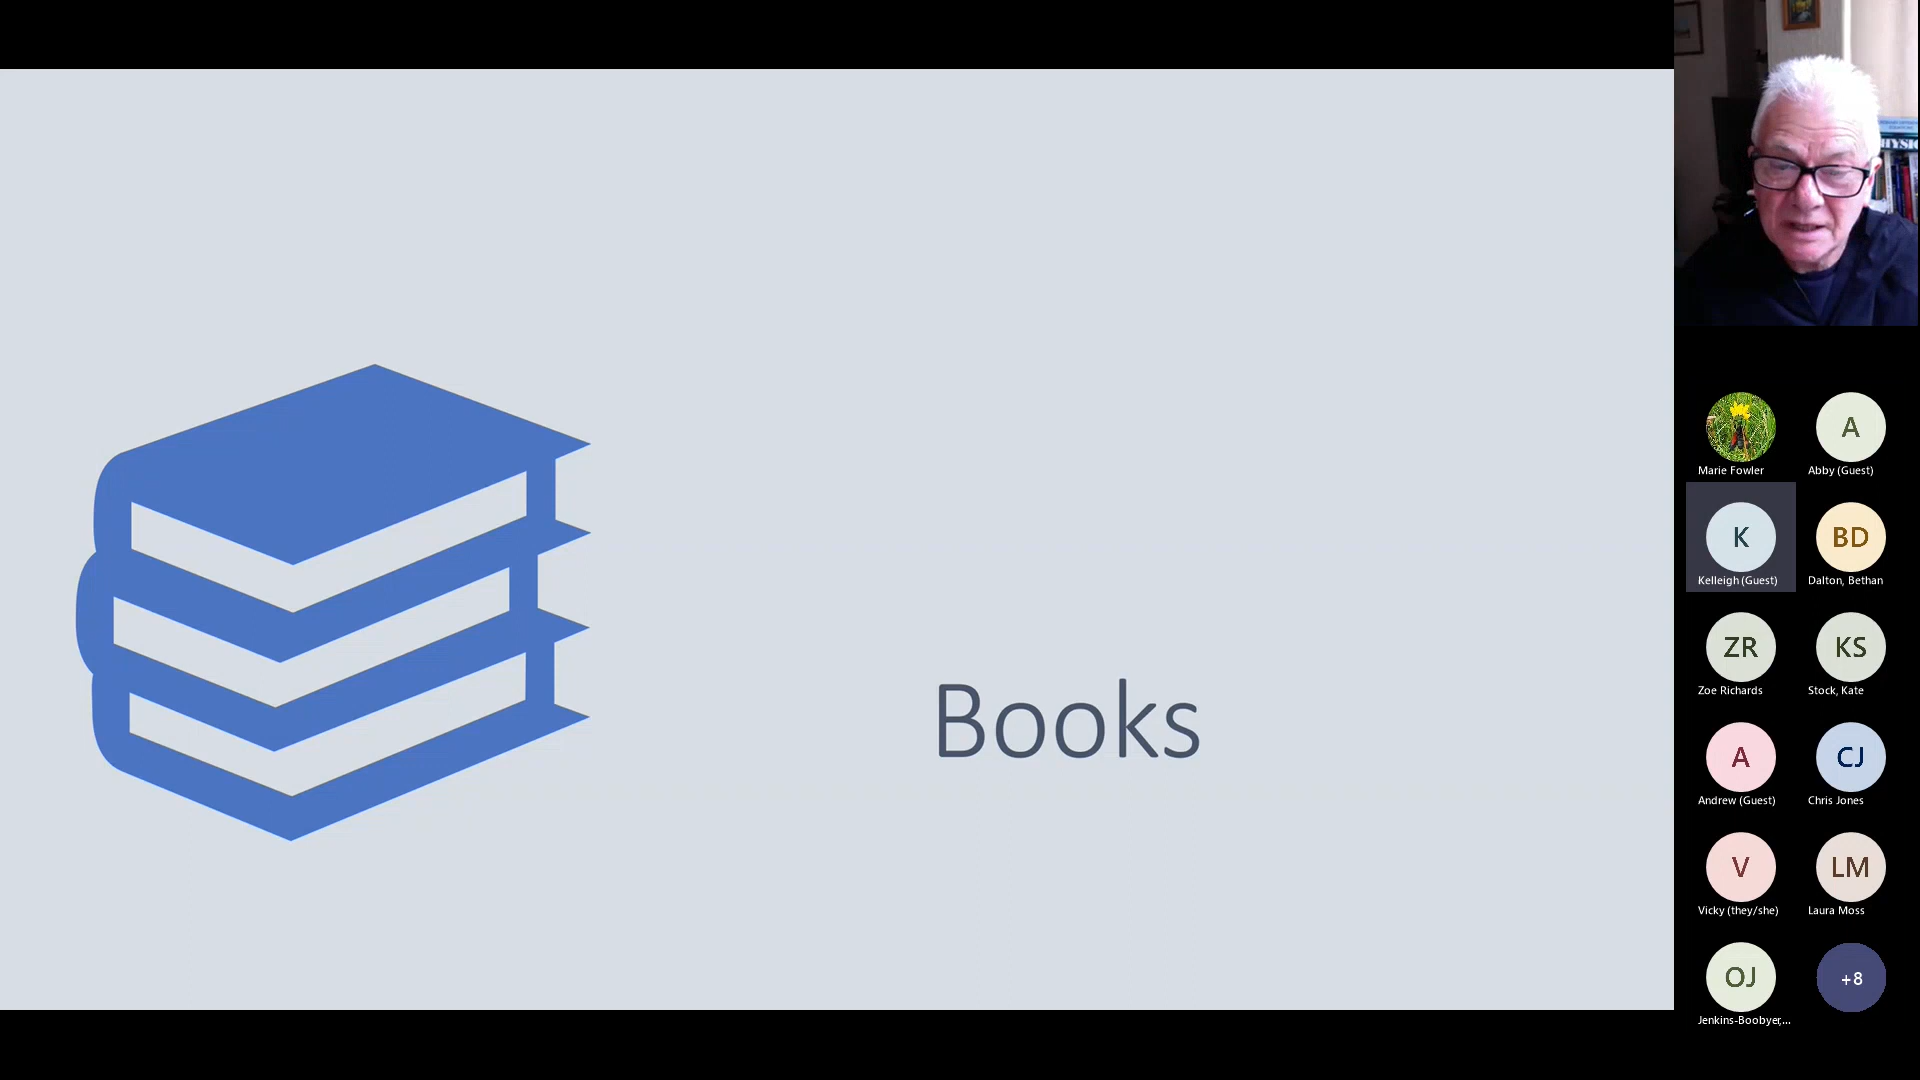 Books
PHYSIC
Marie Fowler
A
Abby (Guest)
K
Kelleigh (Guest)
BD
Dalton, Bethan
ZR
Zoe Richards
KS
Stock, Kate
A
Andrew (Guest)
CJ
Chris Jones
V
Vicky (they/she)
LM
Laura Moss
OJ
Jenkins-Boobyer,...
+8